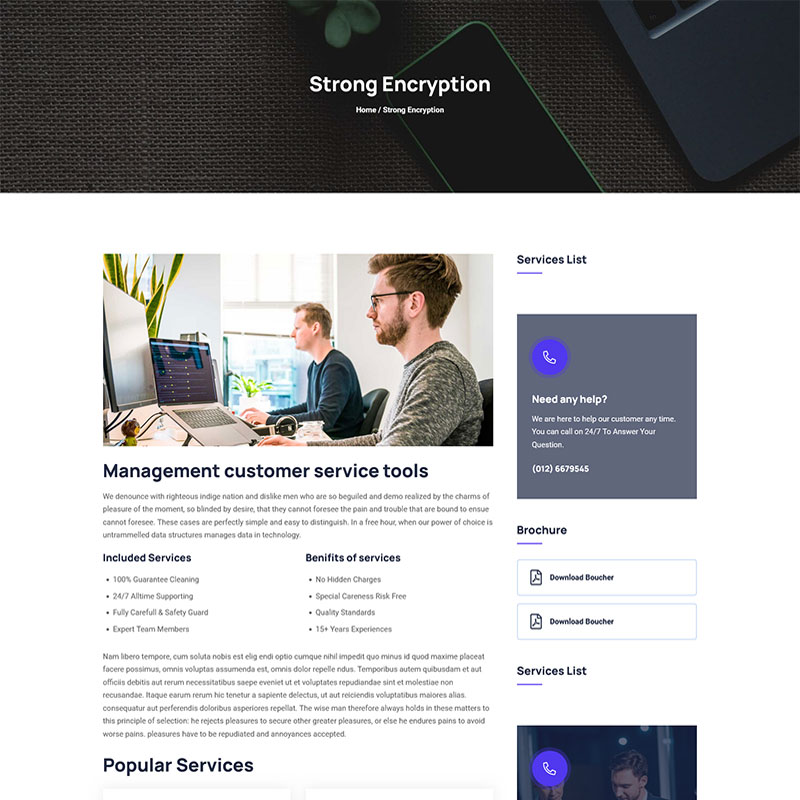 Strong Encryption
Home / Strong Encryption
Management customer service tools
We denounce with righteous indige nation and dislike men who are so beguiled and demo realized by the charms of
pleasure of the moment, so blinded by desire, that they cannot foresee the pain and trouble that are bound to ensue
cannot foresee. These cases are perfectly simple and easy to distinguish. In a free hour, when our power of choice is
untrammelled data structures manages data in technology.
Included Services
• 100% Guarantee Cleaning
• 24/7 Alltime Supporting
• Fully Carefull & Safety Guard
• Expert Team Members
Benifits of services
• No Hidden Charges
• Special Careness Risk Free
• Quality Standards
• 15+ Years Experiences
Nam libero tempore, cum soluta nobis est elig endi optio cumque nihil impedit quo minus id quod maxime placeat
facere possimus, omnis voluptas assumenda est, omnis dolor repelle ndus. Temporibus autem quibusdam et aut
officiis debitis aut rerum necessitatibus saepe eveniet ut et voluptates repudiandae sint et molestiae non
recusandae. Itaque earum rerum hic tenetur a sapiente delectus, ut aut reiciendis voluptatibus maiores alias.
consequatur aut perferendis doloribus asperiores repellat. The wise man therefore always holds in these matters to
this principle of selection: he rejects pleasures to secure other greater pleasures, or else he endures pains to avoid
worse pains. pleasures have to be repudiated and annoyances accepted.
Popular Services
Services List
Need any help?
We are here to help our customer any time.
You can call on 24/7 To Answer Your
Question.
(012) 6679545
Brochure
Download Boucher
Download Boucher
Services List